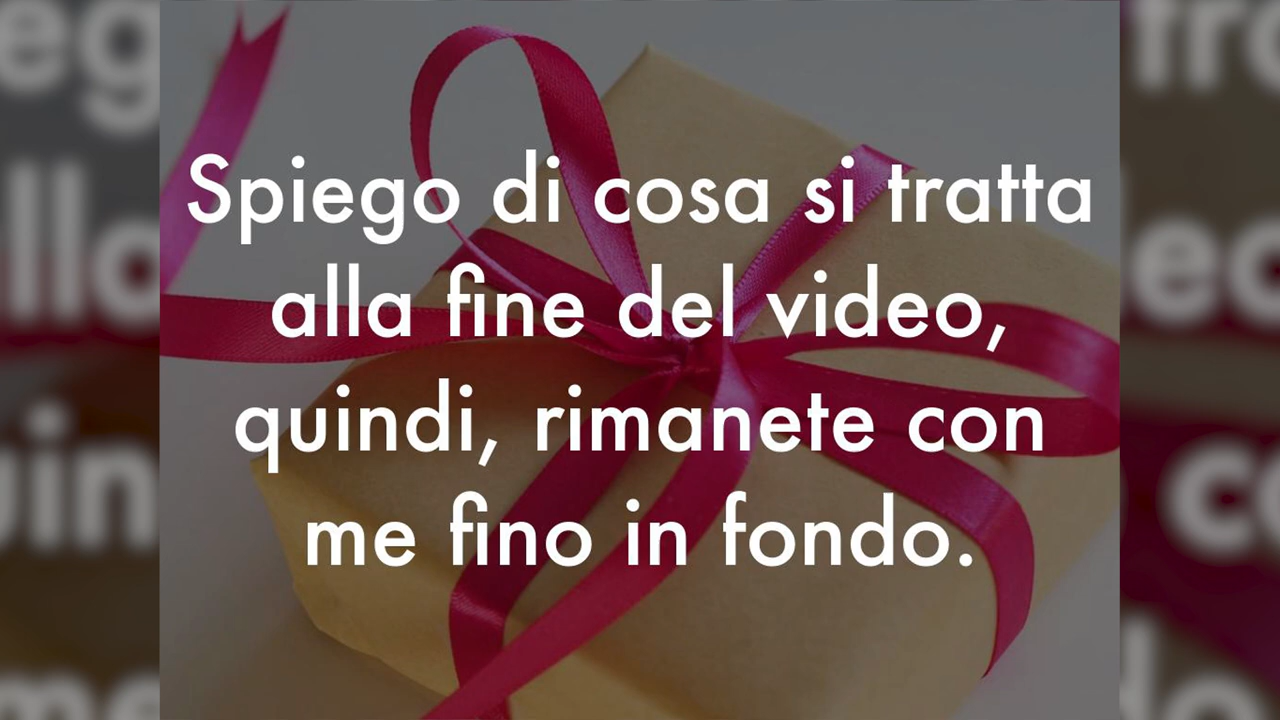 Spiego di cosa si tratta
alla fine del video,
quindi, rimanete con
me fino in fondo.